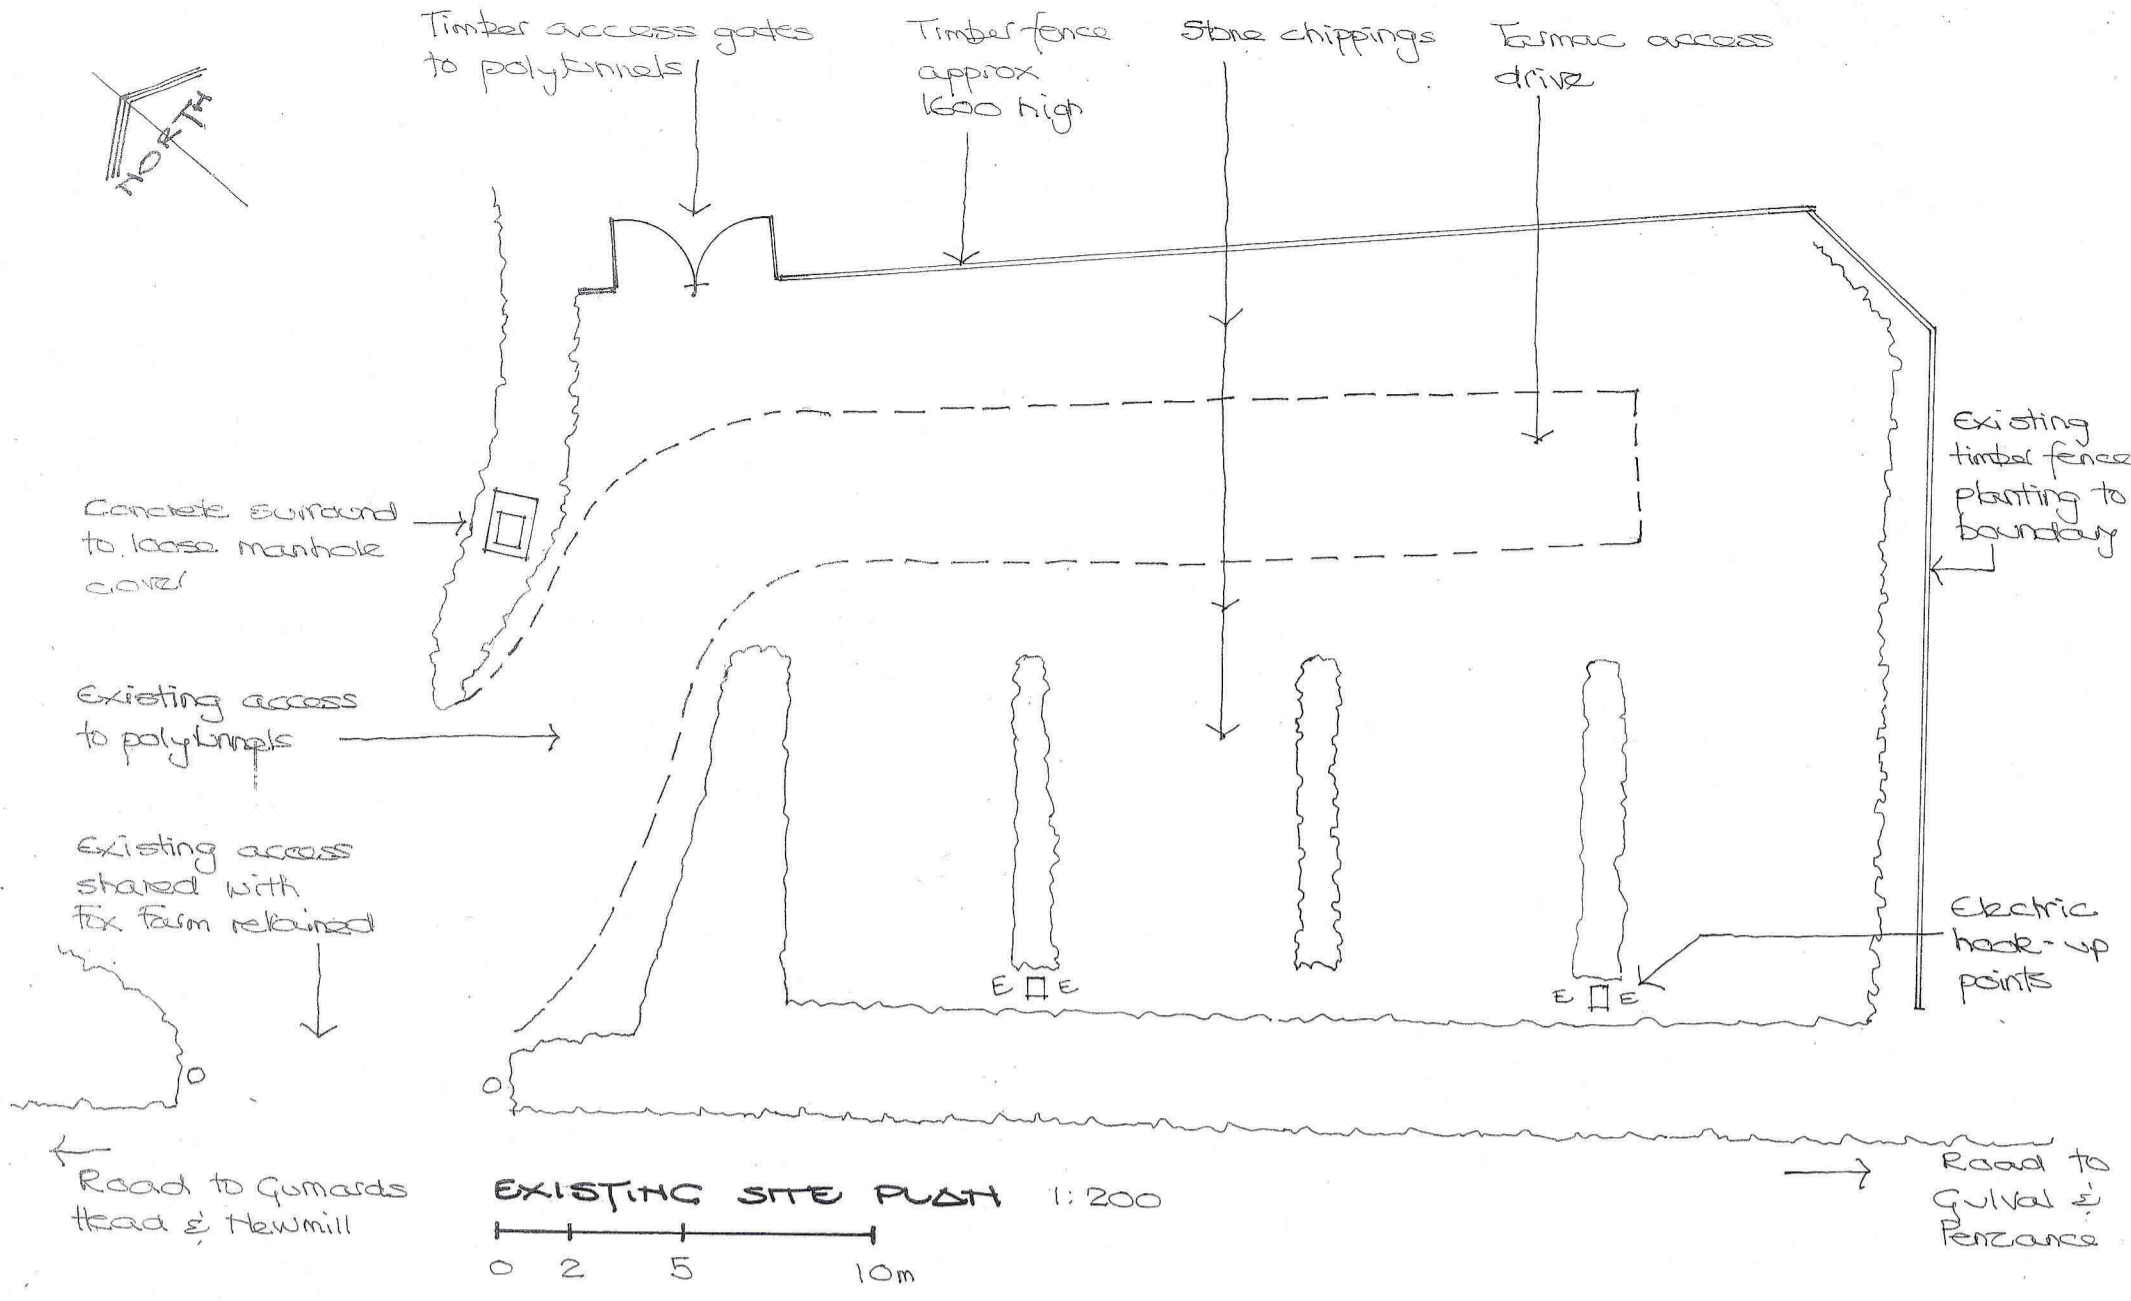 Timber access gates
to polytunnels
Timber fence
approx
1600 high
Stone chippings
Tarmac access
drive
NORTH
Existing
timber fence
planting to
boundary
Concrete surround
to loose manhole
cover
Existing access
to polytunnels
Existing access
shared with
Fox Farm retained
Electric
hook-up
points
E E
E E
Road to Gurnards
Head & Newmill
EXISTING SITE PLAN 1:200
0 2 5 10m
Road to
Gulval &
Penzance